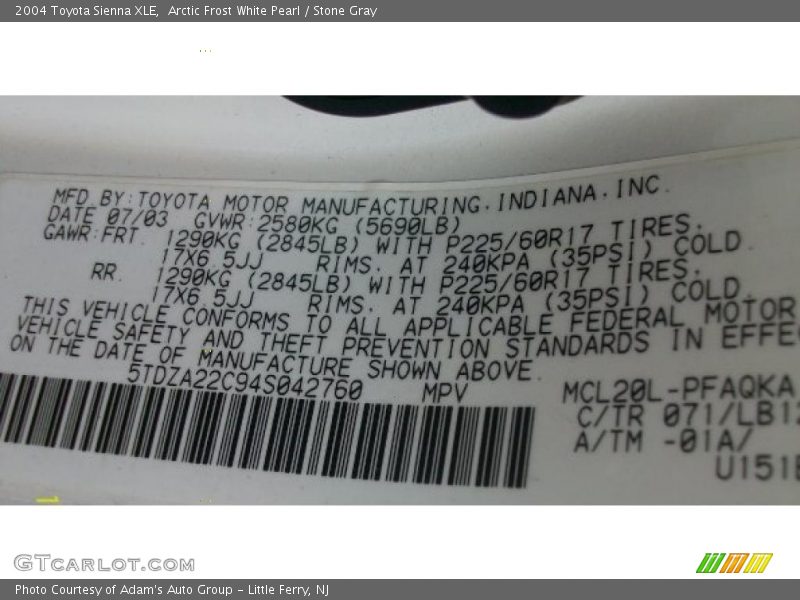 2004 Toyota Sienna XLE,  Arctic Frost White Pearl / Stone Gray
MFD.BY:TOYOTA MOTOR MANUFACTURING.INDIANA.INC.
DATE 07/03 GVWR:2580KG (5690LB)
GAWR:FRT. 1290KG (2845LB) WITH P225/60R17 TIRES.
17X6.5JJ RIMS. AT 240KPA (35PSI) COLD.
RR. 1290KG (2845LB) WITH P225/60R17 TIRES.
17X6.5JJ RIMS. AT 240KPA (35PSI) COLD.
THIS VEHICLE CONFORMS TO ALL APPLICABLE FEDERAL MOTOR
VEHICLE SAFETY AND THEFT PREVENTION STANDARDS IN EFFE
ON THE DATE OF MANUFACTURE SHOWN ABOVE.
5TDZA22C94S042760 MPV
MCL20L-PFAQKA
C/TR 071/LB12
A/TM -01A/
U151E
GTCarLot.com
Photo Courtesy of Adam's Auto Group - Little Ferry, NJ